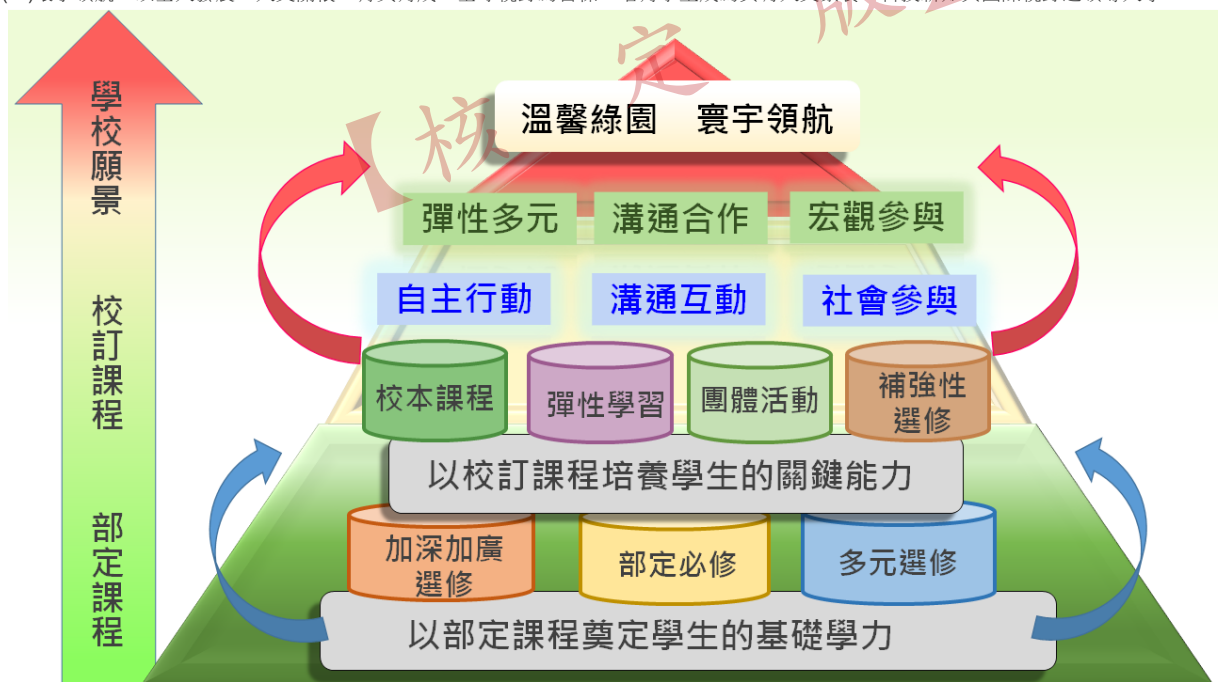 學校願景
校訂課程
部定課程
【核定版】
溫馨綠園 寰宇領航
彈性多元 溝通合作 宏觀參與
自主行動 溝通互動 社會參與
校本課程
彈性學習
團體活動
補強性
選修
以校訂課程培養學生的關鍵能力
加深加廣
選修
部定必修
多元選修
以部定課程奠定學生的基礎學力